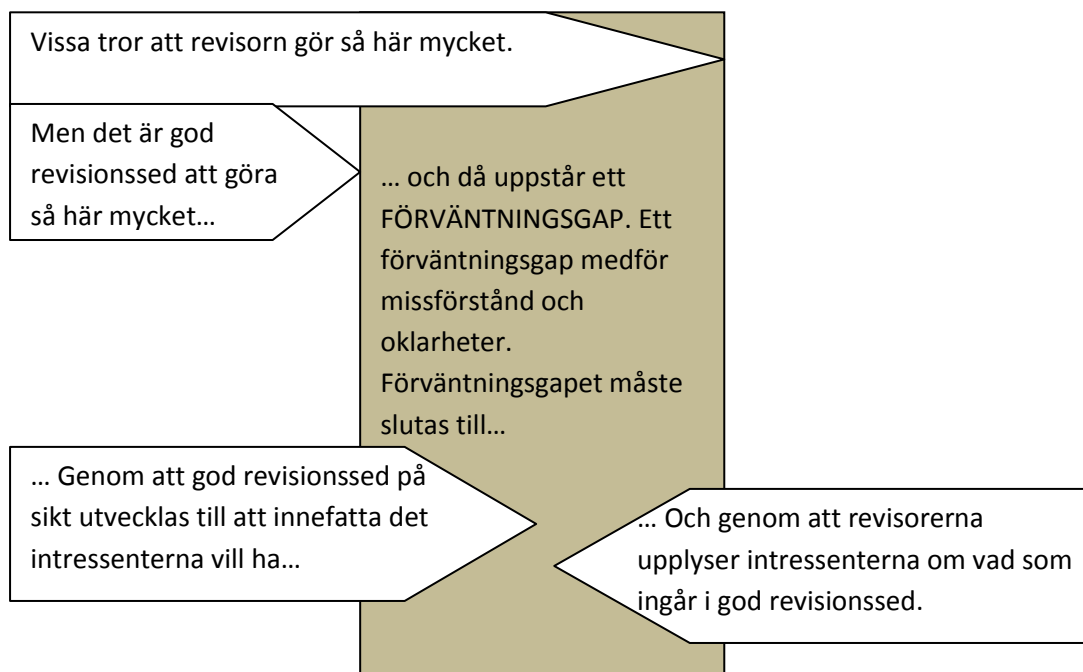 Vissa tror att revisorn gör så här mycket.
Men det är god
revisionssed att göra
så här mycket…
… och då uppstår ett
FÖRVÄNTNINGSGAP. Ett
förväntningsgap medför
missförstånd och
oklarheter.
Förväntningsgapet måste
slutas till…
… Genom att god revisionssed på
sikt utvecklas till att innefatta det
intressenterna vill ha…
… Och genom att revisorerna
upplyser intressenterna om vad som
ingår i god revisionssed.